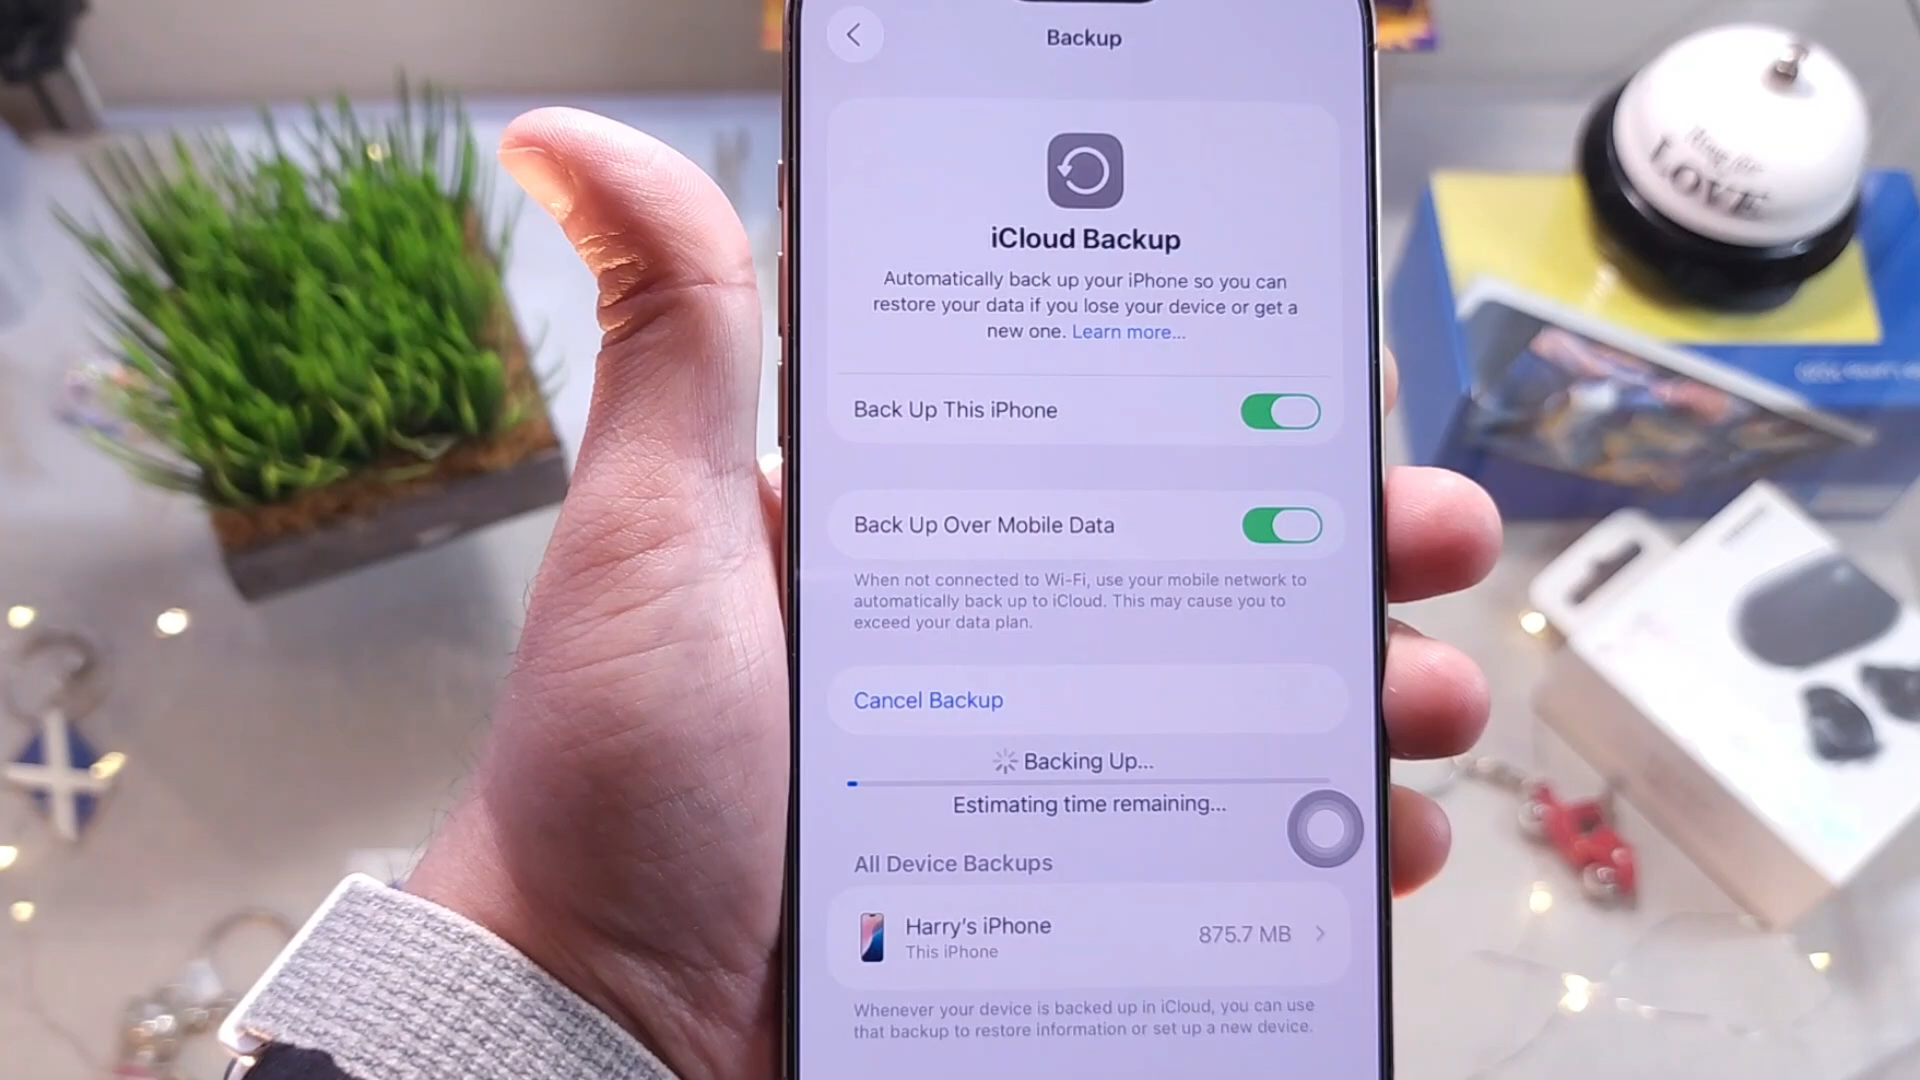 Backup
iCloud Backup
Automatically back up your iPhone so you can
restore your data if you lose your device or get a
new one. Learn more...
Back Up This iPhone
Back Up Over Mobile Data
When not connected to Wi-Fi, use your mobile network to
automatically back up to iCloud. This may cause you to
exceed your data plan.
Cancel Backup
Backing Up...
Estimating time remaining...
All Device Backups
Harry's iPhone
This iPhone
875.7 MB
Whenever your device is backed up in iCloud, you can use
that backup to restore information or set up a new device.
Ring for
LOVE